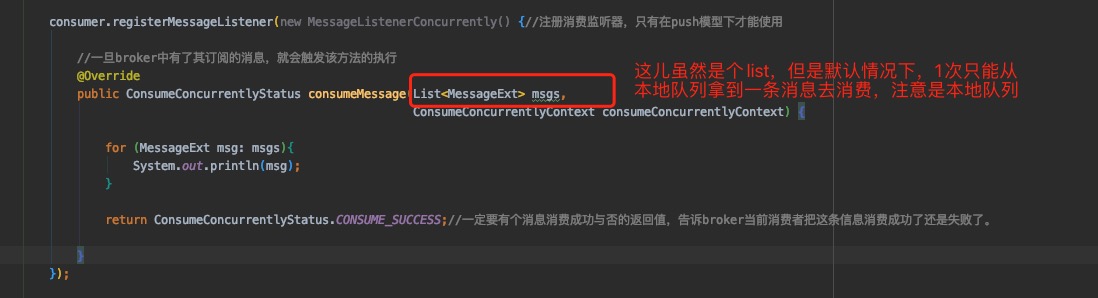 consumer.registerMessageListener(new MessageListenerConcurrently() {//注册消费监听器，只有在push模型下才能使用
//一旦broker中有了其订阅的消息，就会触发该方法的执行
@Override
public ConsumeConcurrentlyStatus consumeMessage(List<MessageExt> msgs,
ConsumeConcurrentlyContext consumeConcurrentlyContext) {
这儿虽然是个list，但是默认情况下，1次只能从
本地队列拿到一条消息去消费，注意是本地队列
for (MessageExt msg: msgs){
System.out.println(msg);
}
return ConsumeConcurrentlyStatus.CONSUME_SUCCESS;//一定要有个消息消费成功与否的返回值，告诉broker当前消费者把这条信息消费成功了还是失败了。
}
});